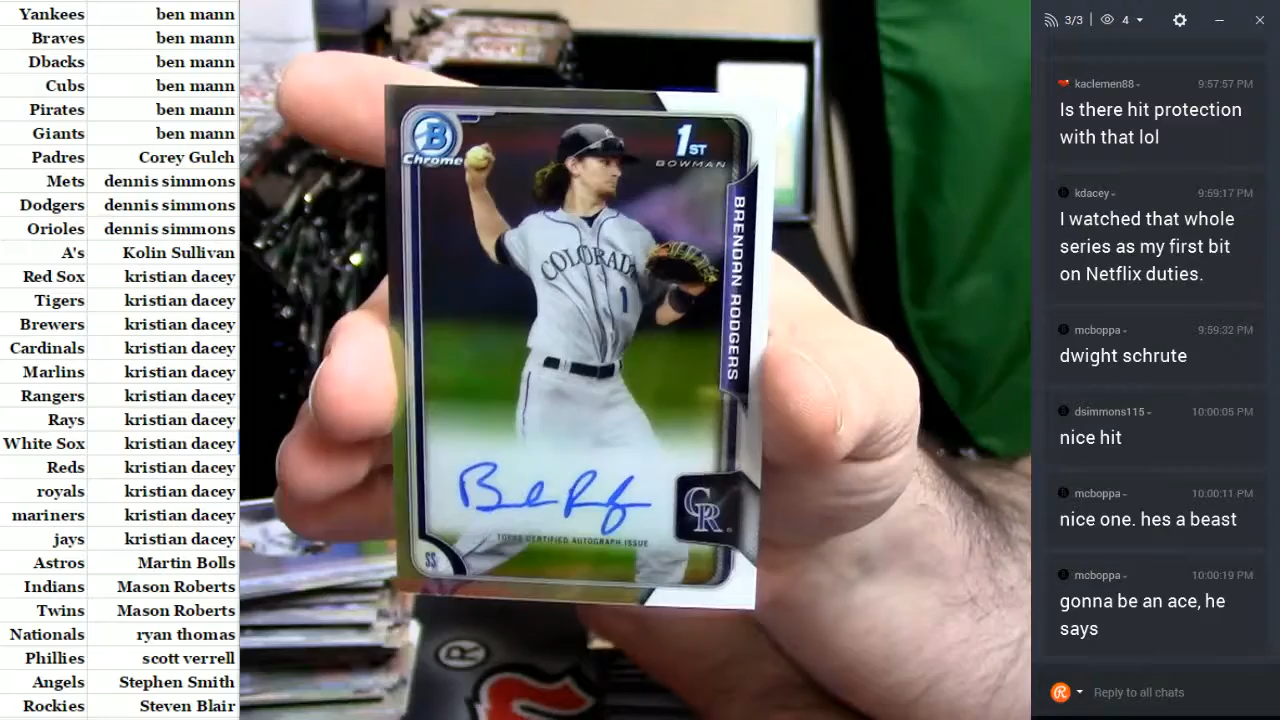 Yankees ben mann
Braves ben mann
Dbacks ben mann
Cubs ben mann
Pirates ben mann
Giants ben mann
Padres Corey Gulch
Mets dennis simmons
Dodgers dennis simmons
Orioles dennis simmons
A's Kolin Sullivan
Red Sox kristian dacey
Tigers kristian dacey
Brewers kristian dacey
Cardinals kristian dacey
Marlins kristian dacey
Rangers kristian dacey
Rays kristian dacey
White Sox kristian dacey
Reds kristian dacey
royals kristian dacey
mariners kristian dacey
jays kristian dacey
Astros Martin Bolls
Indians Mason Roberts
Twins Mason Roberts
Nationals ryan thomas
Phillies scott verrell
Angels Stephen Smith
Rockies Steven Blair
B
Chrome
1ST
BOWMAN
BRENDAN RODGERS
COLORADO
1
TOPPS CERTIFIED AUTOGRAPH ISSUE
SS
CR
®
3/3 4
kaclemen88 9:57:57 PM
Is there hit protection
with that lol
kdacey 9:59:17 PM
I watched that whole
series as my first bit
on Netflix duties.
mcboppa 9:59:32 PM
dwight schrute
dsimmons115 10:00:05 PM
nice hit
mcboppa 10:00:11 PM
nice one. hes a beast
mcboppa 10:00:19 PM
gonna be an ace, he
says
Reply to all chats